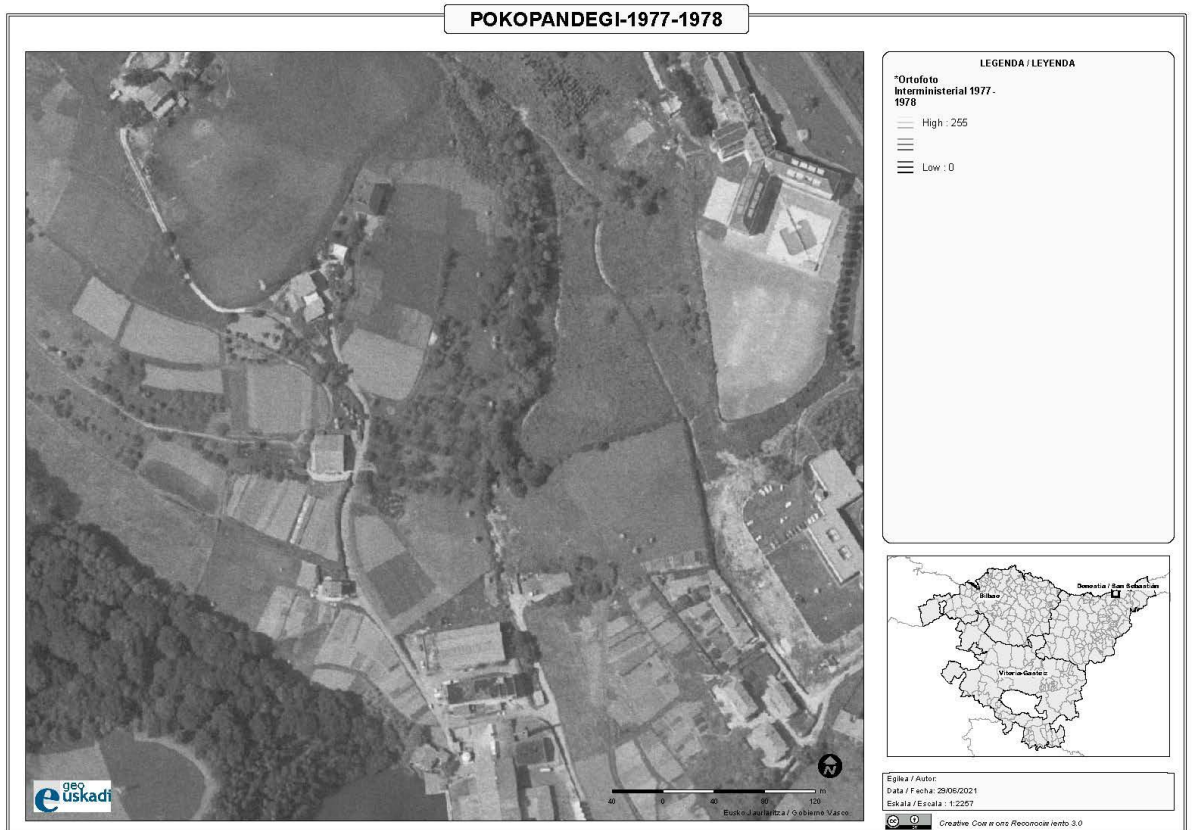 POKOPANDEGI-1977-1978
LEGENDA / LEYENDA
*Ortofoto
Interministerial 1977 -
1978
High : 255
Low : 0
Donostia / San Sebastián
Bilbao
Vitoria-Gasteiz
N
40 0 40 80 120 m
Eusko Jaurlaritza / Gobierno Vasco
geo
euskadi
Egilea / Autor:
Data / Fecha: 29/06/2021
Eskala / Escala : 1:2257
Creative Commons Reconocimiento 3.0